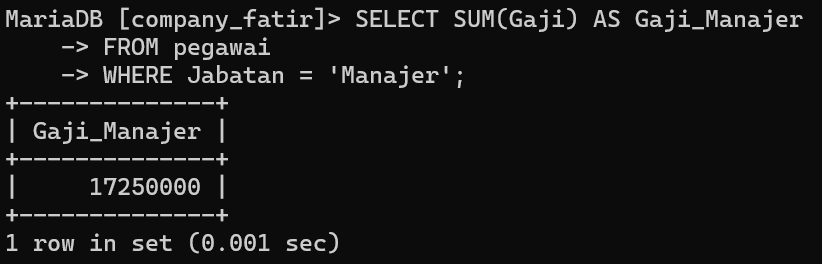 MariaDB [company_fatir]> SELECT SUM(Gaji) AS Gaji_Manajer
    -> FROM pegawai
    -> WHERE Jabatan = 'Manajer';
+--------------+
| Gaji_Manajer |
+--------------+
|     17250000 |
+--------------+
1 row in set (0.001 sec)